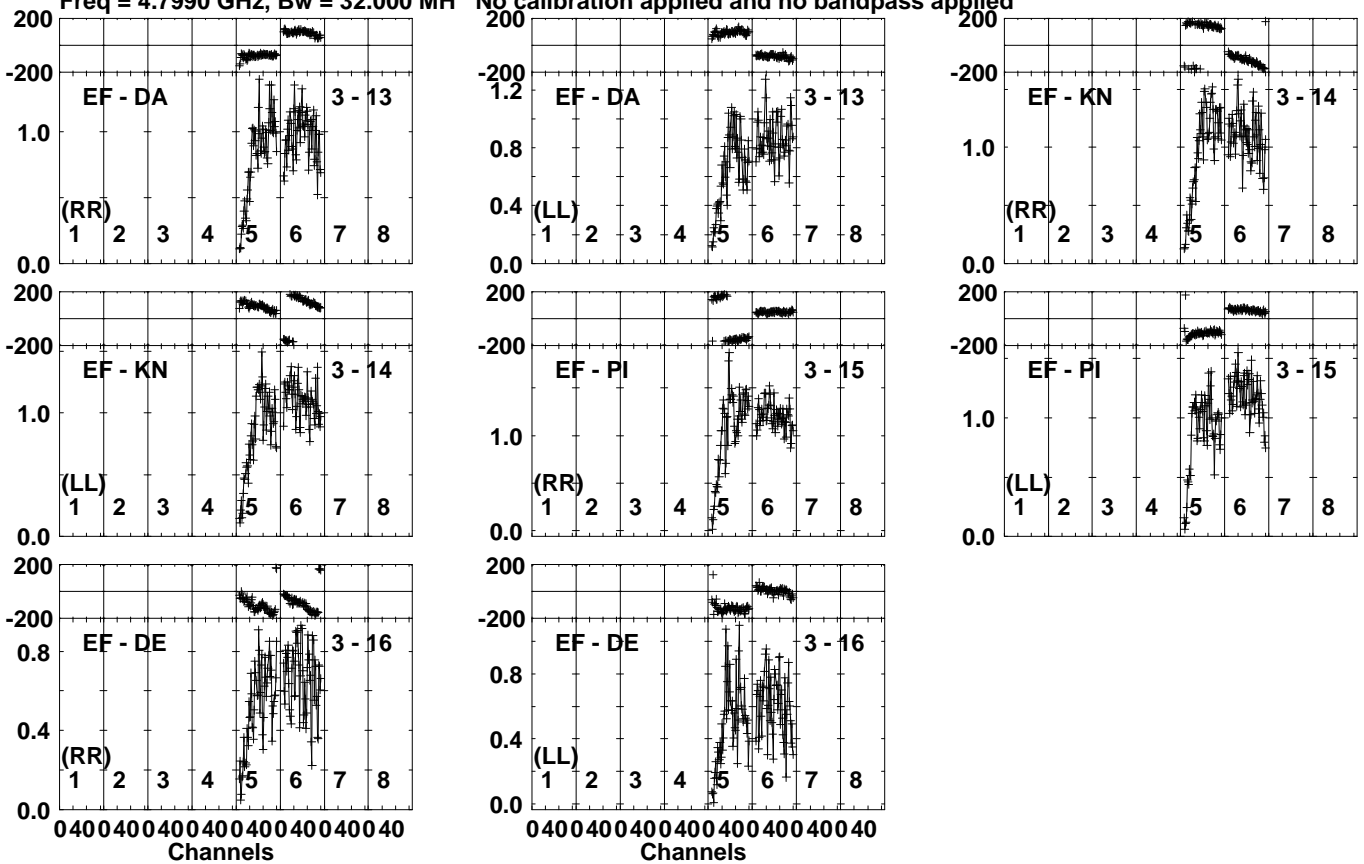 Freq = 4.7990 GHz, Bw = 32.000 MH No calibration applied and no bandpass applied
200
-200
EF - DA 3 - 13
1.0
(RR)
1 2 3 4 5 6 7 8
0.0
200
-200
EF - DA 3 - 13
1.2
0.8
0.4
(LL)
1 2 3 4 5 6 7 8
0.0
200
-200
EF - KN 3 - 14
1.0
(RR)
1 2 3 4 5 6 7 8
0.0
200
-200
EF - KN 3 - 14
1.0
(LL)
1 2 3 4 5 6 7 8
0.0
200
-200
EF - PI 3 - 15
1.0
(RR)
1 2 3 4 5 6 7 8
0.0
200
-200
EF - PI 3 - 15
1.0
(LL)
1 2 3 4 5 6 7 8
0.0
200
-200
EF - DE 3 - 16
0.8
0.4
(RR)
1 2 3 4 5 6 7 8
0.0
0 40 0 40 0 40 0 40 0 40 0 40 0 40 0 40
Channels
200
-200
EF - DE 3 - 16
0.8
0.4
(LL)
1 2 3 4 5 6 7 8
0.0
0 40 0 40 0 40 0 40 0 40 0 40 0 40 0 40
Channels